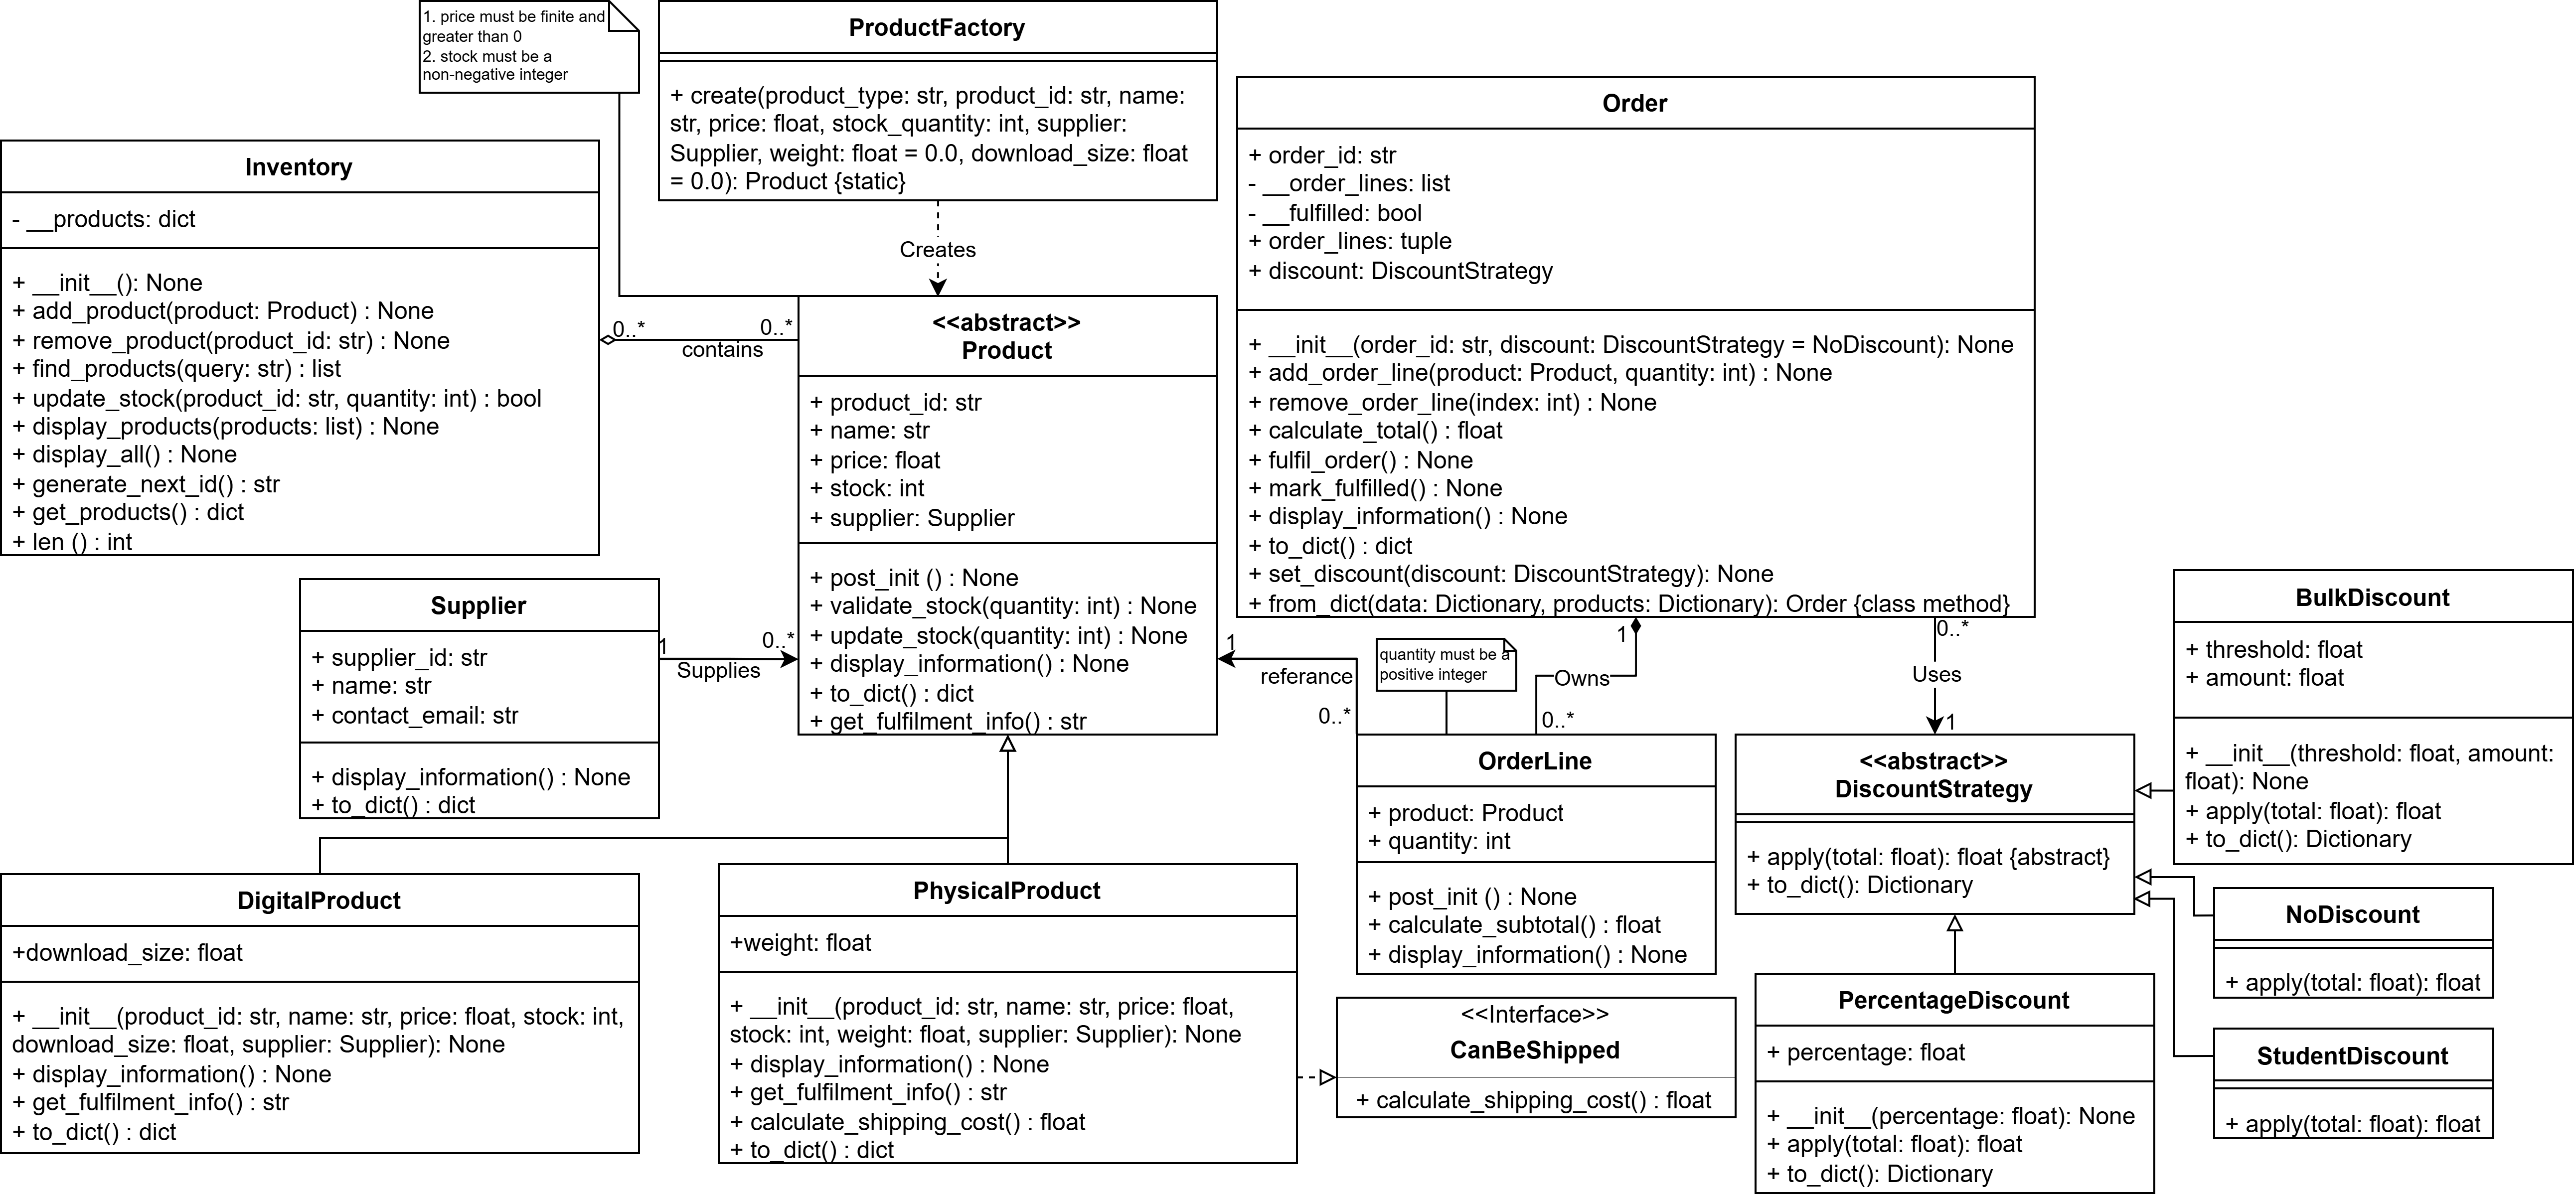 1. price must be finite and
greater than 0
2. stock must be a
non-negative integer
ProductFactory
+ create(product_type: str, product_id: str, name:
str, price: float, stock_quantity: int, supplier:
Supplier, weight: float = 0.0, download_size: float
= 0.0): Product {static}
Creates
Inventory
- __products: dict
+ __init__(): None
+ add_product(product: Product) : None
+ remove_product(product_id: str) : None
+ find_products(query: str) : list
+ update_stock(product_id: str, quantity: int) : bool
+ display_products(products: list) : None
+ display_all() : None
+ generate_next_id() : str
+ get_products() : dict
+ len () : int
0..*
0..*
contains
<<abstract>>
Product
+ product_id: str
+ name: str
+ price: float
+ stock: int
+ supplier: Supplier
+ post_init () : None
+ validate_stock(quantity: int) : None
+ update_stock(quantity: int) : None
+ display_information() : None
+ to_dict() : dict
+ get_fulfilment_info() : str
Order
+ order_id: str
- __order_lines: list
- __fulfilled: bool
+ order_lines: tuple
+ discount: DiscountStrategy
+ __init__(order_id: str, discount: DiscountStrategy = NoDiscount): None
+ add_order_line(product: Product, quantity: int) : None
+ remove_order_line(index: int) : None
+ calculate_total() : float
+ fulfil_order() : None
+ mark_fulfilled() : None
+ display_information() : None
+ to_dict() : dict
+ set_discount(discount: DiscountStrategy): None
+ from_dict(data: Dictionary, products: Dictionary): Order {class method}
Supplier
+ supplier_id: str
+ name: str
+ contact_email: str
+ display_information() : None
+ to_dict() : dict
1
0..*
Supplies
1
referance
0..*
quantity must be a
positive integer
1
Owns
0..*
0..*
Uses
1
OrderLine
+ product: Product
+ quantity: int
+ post_init () : None
+ calculate_subtotal() : float
+ display_information() : None
<<abstract>>
DiscountStrategy
+ apply(total: float): float {abstract}
+ to_dict(): Dictionary
BulkDiscount
+ threshold: float
+ amount: float
+ __init__(threshold: float, amount:
float): None
+ apply(total: float): float
+ to_dict(): Dictionary
DigitalProduct
+download_size: float
+ __init__(product_id: str, name: str, price: float, stock: int,
download_size: float, supplier: Supplier): None
+ display_information() : None
+ get_fulfilment_info() : str
+ to_dict() : dict
PhysicalProduct
+weight: float
+ __init__(product_id: str, name: str, price: float,
stock: int, weight: float, supplier: Supplier): None
+ display_information() : None
+ get_fulfilment_info() : str
+ calculate_shipping_cost() : float
+ to_dict() : dict
<<Interface>>
CanBeShipped
+ calculate_shipping_cost() : float
PercentageDiscount
+ percentage: float
+ __init__(percentage: float): None
+ apply(total: float): float
+ to_dict(): Dictionary
NoDiscount
+ apply(total: float): float
StudentDiscount
+ apply(total: float): float